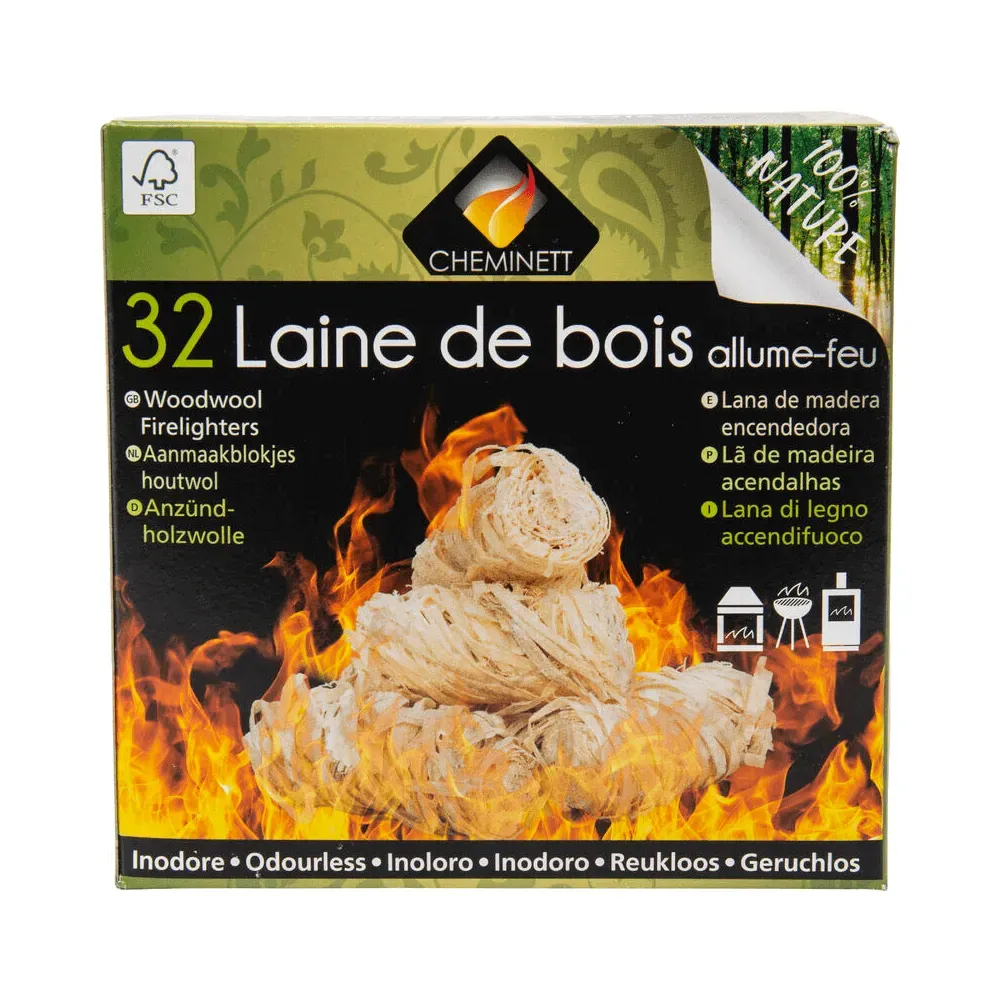 FSC
CHEMINETT
100%
NATURE
32 Laine de bois allume-feu
GB Woodwool
Firelighters
NL Aanmaakblokjes
houtwol
D Anzünd-
holzwolle
E Lana de madera
encendedora
P Lã de madeira
acendalhas
I Lana di legno
accendifuoco
Inodore • Odourless • Inoloro • Inodoro • Reukloos • Geruchlos